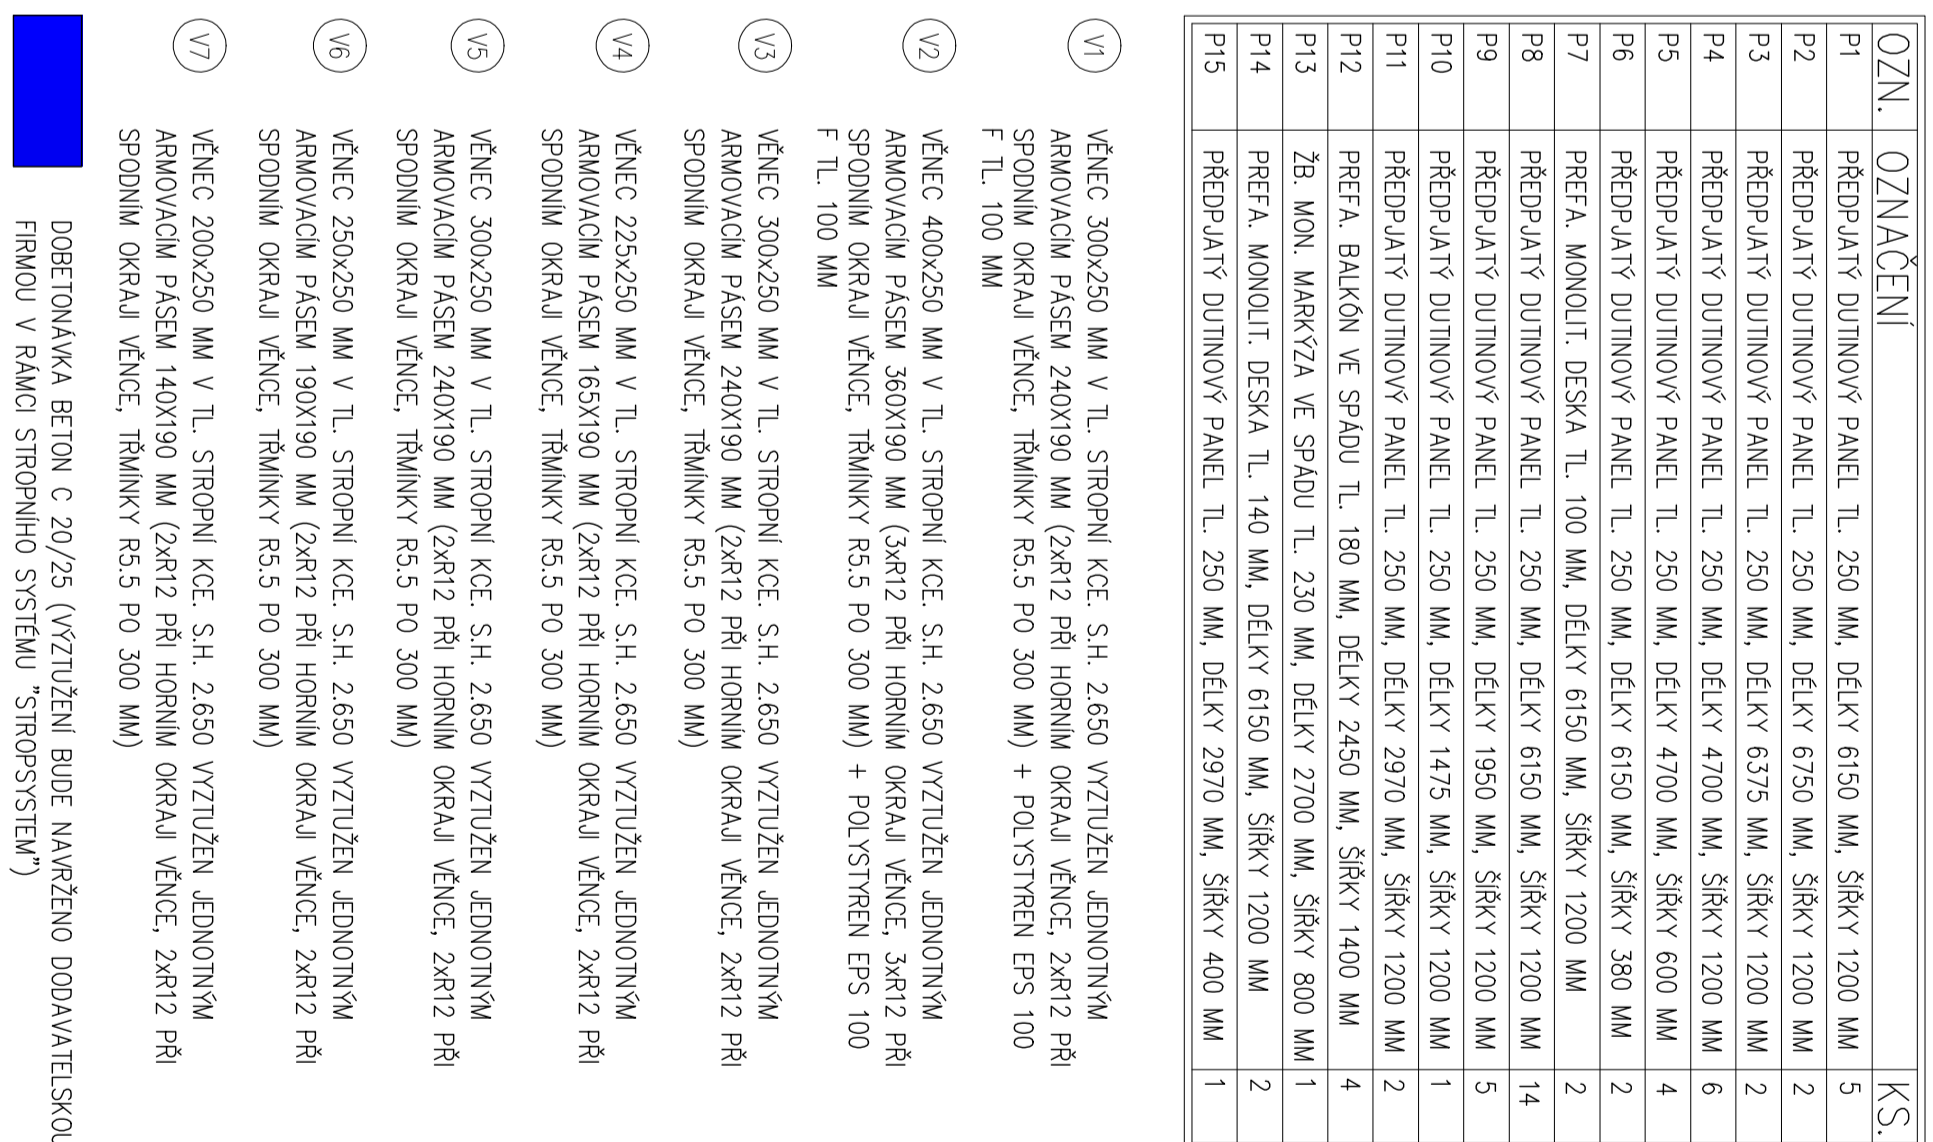 OZN. OZNAČENÍ KS.
P1 PŘEDPJATÝ DUTINOVÝ PANEL TL. 250 MM, DÉLKY 6150 MM, ŠÍŘKY 1200 MM 5
P2 PŘEDPJATÝ DUTINOVÝ PANEL TL. 250 MM, DÉLKY 6750 MM, ŠÍŘKY 1200 MM 2
P3 PŘEDPJATÝ DUTINOVÝ PANEL TL. 250 MM, DÉLKY 6375 MM, ŠÍŘKY 1200 MM 2
P4 PŘEDPJATÝ DUTINOVÝ PANEL TL. 250 MM, DÉLKY 4700 MM, ŠÍŘKY 1200 MM 6
P5 PŘEDPJATÝ DUTINOVÝ PANEL TL. 250 MM, DÉLKY 4700 MM, ŠÍŘKY 600 MM 4
P6 PŘEDPJATÝ DUTINOVÝ PANEL TL. 250 MM, DÉLKY 6150 MM, ŠÍŘKY 380 MM 2
P7 PREFA. MONOLIT. DESKA TL. 100 MM, DÉLKY 6150 MM, ŠÍŘKY 1200 MM 2
P8 PŘEDPJATÝ DUTINOVÝ PANEL TL. 250 MM, DÉLKY 6150 MM, ŠÍŘKY 1200 MM 14
P9 PŘEDPJATÝ DUTINOVÝ PANEL TL. 250 MM, DÉLKY 1950 MM, ŠÍŘKY 1200 MM 5
P10 PŘEDPJATÝ DUTINOVÝ PANEL TL. 250 MM, DÉLKY 1475 MM, ŠÍŘKY 1200 MM 1
P11 PŘEDPJATÝ DUTINOVÝ PANEL TL. 250 MM, DÉLKY 2970 MM, ŠÍŘKY 1200 MM 2
P12 PREFA. BALKÓN VE SPÁDU TL. 180 MM, DÉLKY 2450 MM, ŠÍŘKY 1400 MM 4
P13 ŽB. MON. MARKÝZA VE SPÁDU TL. 230 MM, DÉLKY 2700 MM, ŠÍŘKY 800 MM 1
P14 PREFA. MONOLIT. DESKA TL. 140 MM, DÉLKY 6150 MM, ŠÍŘKY 1200 MM 2
P15 PŘEDPJATÝ DUTINOVÝ PANEL TL. 250 MM, DÉLKY 2970 MM, ŠÍŘKY 400 MM 1
V1 VĚNEC 300x250 MM V TL. STROPNÍ KCE. S.H. 2.650 VYZTUŽEN JEDNOTNÝM
ARMOVACÍM PÁSEM 240X190 MM (2xR12 PŘI HORNÍM OKRAJI VĚNCE, 2xR12 PŘI
SPODNÍM OKRAJI VĚNCE, TŘMÍNKY R5.5 PO 300 MM) + POLYSTYREN EPS 100
F TL. 100 MM
V2 VĚNEC 400x250 MM V TL. STROPNÍ KCE. S.H. 2.650 VYZTUŽEN JEDNOTNÝM
ARMOVACÍM PÁSEM 360X190 MM (3xR12 PŘI HORNÍM OKRAJI VĚNCE, 3xR12 PŘI
SPODNÍM OKRAJI VĚNCE, TŘMÍNKY R5.5 PO 300 MM) + POLYSTYREN EPS 100
F TL. 100 MM
V3 VĚNEC 300x250 MM V TL. STROPNÍ KCE. S.H. 2.650 VYZTUŽEN JEDNOTNÝM
ARMOVACÍM PÁSEM 240X190 MM (2xR12 PŘI HORNÍM OKRAJI VĚNCE, 2xR12 PŘI
SPODNÍM OKRAJI VĚNCE, TŘMÍNKY R5.5 PO 300 MM)
V4 VĚNEC 225x250 MM V TL. STROPNÍ KCE. S.H. 2.650 VYZTUŽEN JEDNOTNÝM
ARMOVACÍM PÁSEM 165X190 MM (2xR12 PŘI HORNÍM OKRAJI VĚNCE, 2xR12 PŘI
SPODNÍM OKRAJI VĚNCE, TŘMÍNKY R5.5 PO 300 MM)
V5 VĚNEC 300x250 MM V TL. STROPNÍ KCE. S.H. 2.650 VYZTUŽEN JEDNOTNÝM
ARMOVACÍM PÁSEM 240X190 MM (2xR12 PŘI HORNÍM OKRAJI VĚNCE, 2xR12 PŘI
SPODNÍM OKRAJI VĚNCE, TŘMÍNKY R5.5 PO 300 MM)
V6 VĚNEC 250x250 MM V TL. STROPNÍ KCE. S.H. 2.650 VYZTUŽEN JEDNOTNÝM
ARMOVACÍM PÁSEM 190X190 MM (2xR12 PŘI HORNÍM OKRAJI VĚNCE, 2xR12 PŘI
SPODNÍM OKRAJI VĚNCE, TŘMÍNKY R5.5 PO 300 MM)
V7 VĚNEC 200x250 MM V TL. STROPNÍ KCE. S.H. 2.650 VYZTUŽEN JEDNOTNÝM
ARMOVACÍM PÁSEM 140X190 MM (2xR12 PŘI HORNÍM OKRAJI VĚNCE, 2xR12 PŘI
SPODNÍM OKRAJI VĚNCE, TŘMÍNKY R5.5 PO 300 MM)
DOBETONÁVKA BETON C 20/25 (VÝZTUŽENÍ BUDE NAVRŽENO DODAVATELSKOU
FIRMOU V RÁMCI STROPNÍHO SYSTÉMU "STROPSYSTEM")